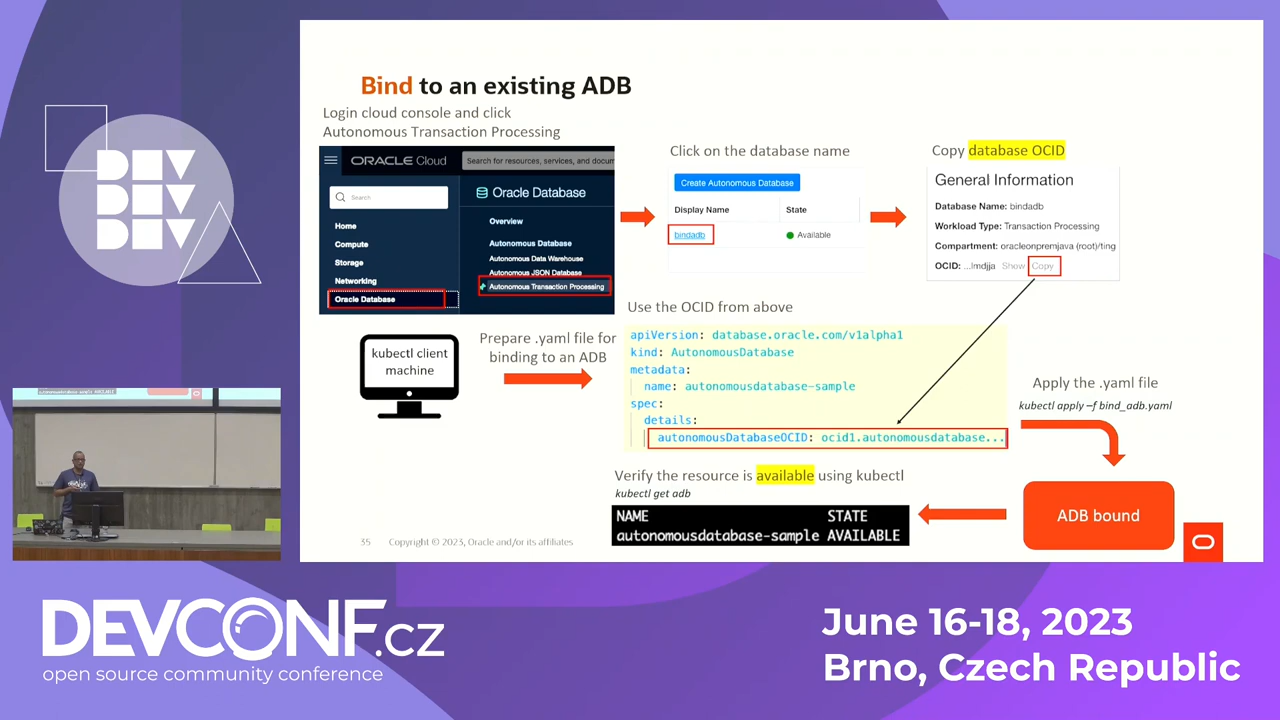 Bind to an existing ADB
Login cloud console and click
Autonomous Transaction Processing
ORACLE Cloud
Search for resources, services, and docum
Search
Home
Compute
Storage
Networking
Oracle Database
Oracle Database
Overview
Autonomous Database
Autonomous Data Warehouse
Autonomous JSON Database
Autonomous Transaction Processing
Click on the database name
Create Autonomous Database
Display Name State
bindadb Available
Copy database OCID
General Information
Database Name: bindadb
Workload Type: Transaction Processing
Compartment: oracleonpremjava (root)/ting
OCID: ...lmdjja Show Copy
kubectl client
machine
Prepare .yaml file for
binding to an ADB
Use the OCID from above
apiVersion: database.oracle.com/v1alpha1
kind: AutonomousDatabase
metadata:
name: autonomousdatabase-sample
spec:
details:
autonomousDatabaseOCID: ocid1.autonomousdatabase...
Apply the .yaml file
kubectl apply –f bind_adb.yaml
ADB bound
Verify the resource is available using kubectl
kubectl get adb
NAME STATE
autonomousdatabase-sample AVAILABLE
35 Copyright © 2023, Oracle and/or its affiliates
DEV
DEV
DEV
DEVCONF.cz
open source community conference
June 16-18, 2023
Brno, Czech Republic